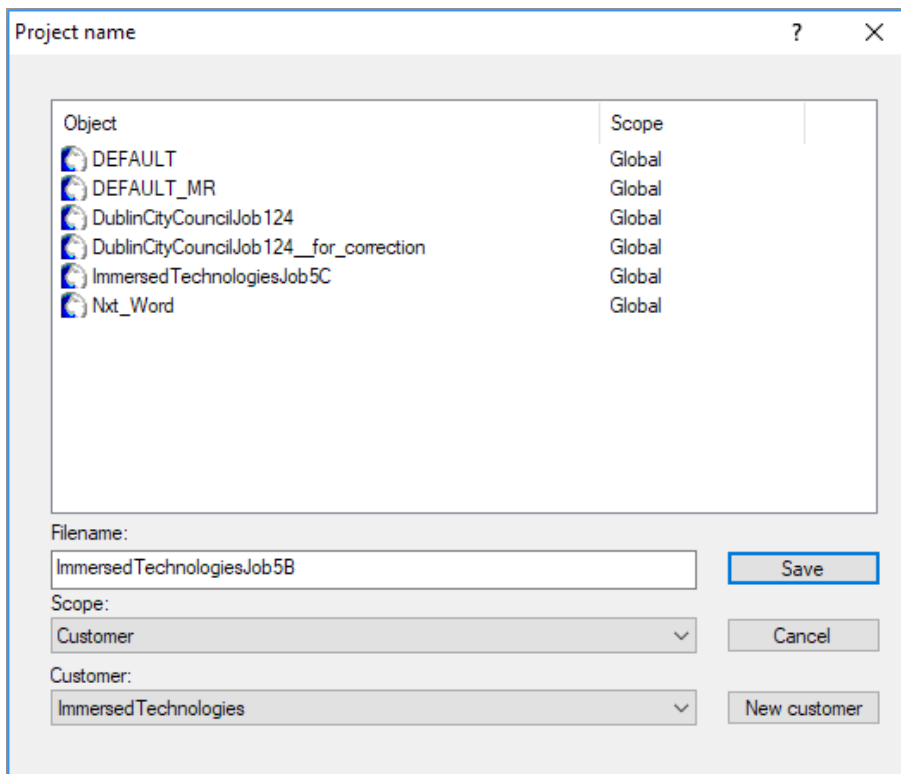 Project name ?
Object Scope
DEFAULT Global
DEFAULT_MR Global
DublinCityCouncilJob124 Global
DublinCityCouncilJob124__for_correction Global
ImmersedTechnologiesJob5C Global
Nxt_Word Global
Filename:
ImmersedTechnologiesJob5B Save
Scope:
Customer Cancel
Customer:
ImmersedTechnologies New customer